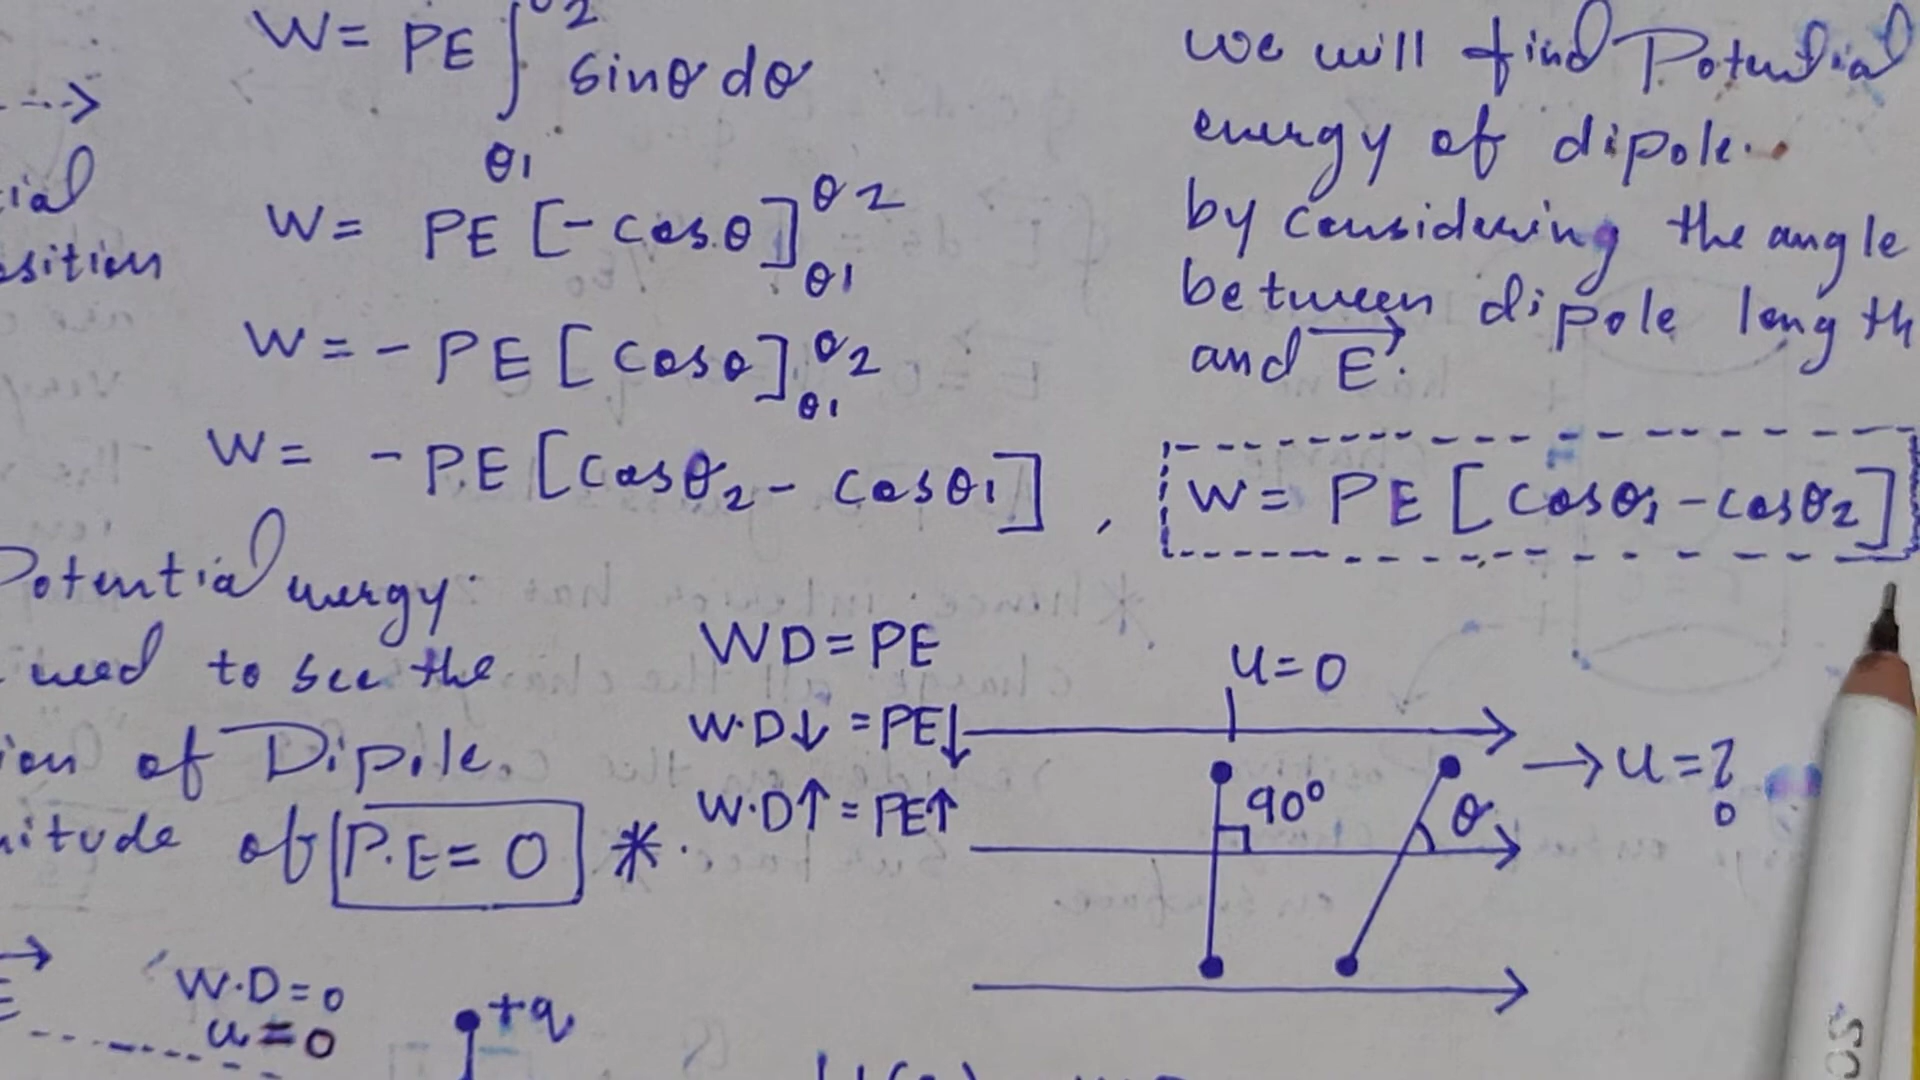 W= PE ∫ sinθ dθ
θ1
W= PE [-cosθ]θ2 θ1
W= -PE [cosθ]θ2 θ1
W= -P.E [cosθ2 - cosθ1] ,
we will find Potential
energy of dipole.
by considering the angle
between dipole length
and E⃗.
W= PE [cosθ1 - cosθ2]
Potential energy:
need to see the
of Dipole.
of P.E = 0 *.
WD = PE
W.D↓ = PE↓
W.D↑ = PE↑
u=0
90°
θ
→ u=?
W.D=0
u=0
+q